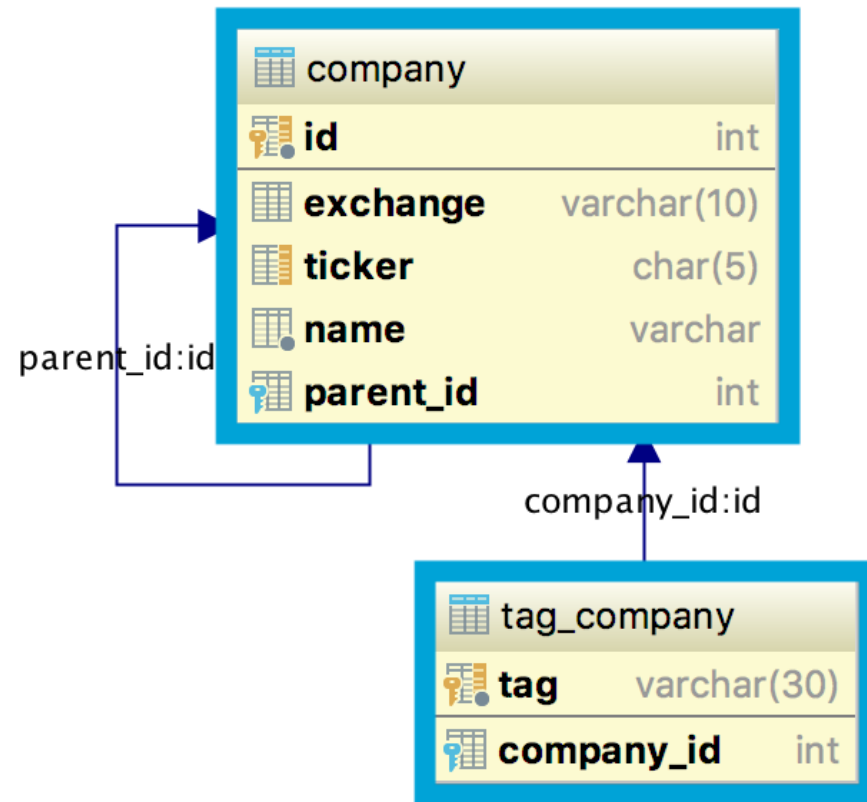 company
id int
exchange varchar(10)
ticker char(5)
name varchar
parent_id:id
parent_id int
company_id:id
tag_company
tag varchar(30)
company_id int